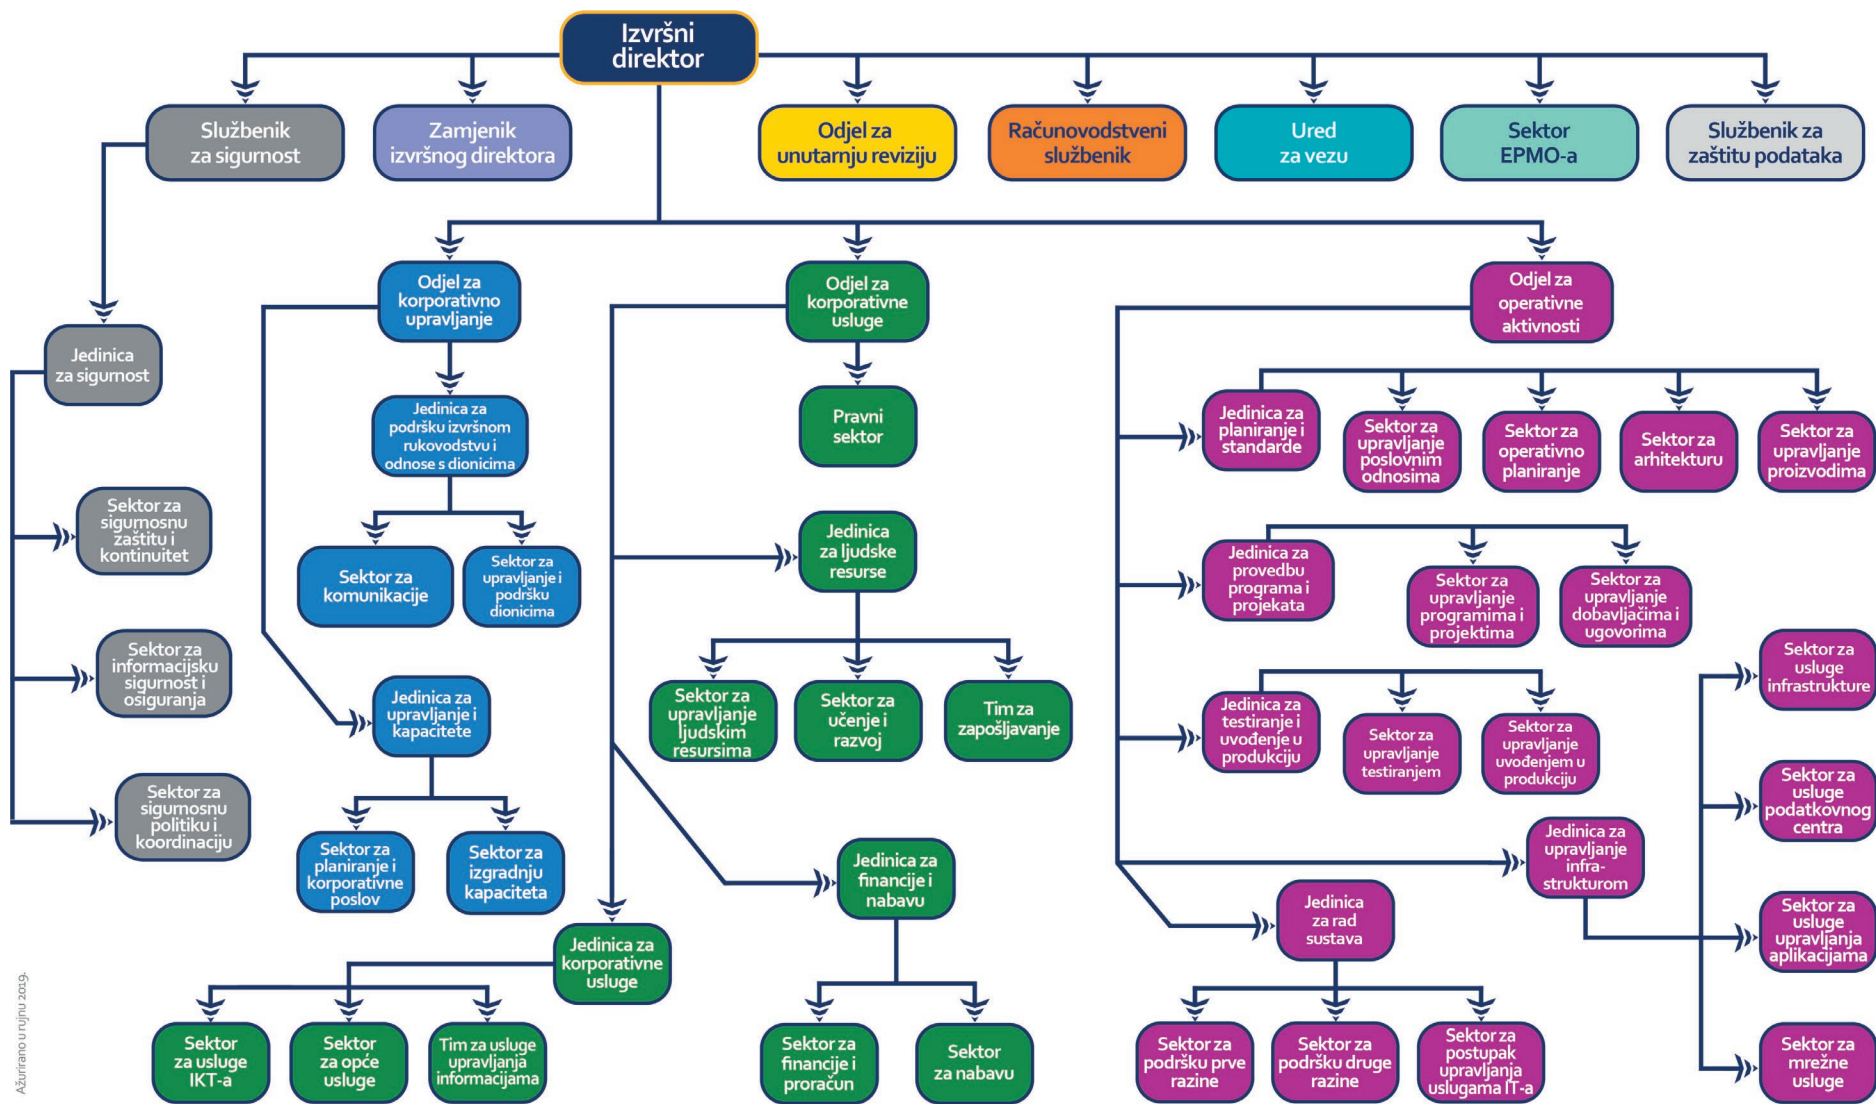 Izvršni
direktor
Službenik
za sigurnost
Zamjenik
izvršnog direktora
Odjel za
unutarnju reviziju
Računovodstveni
službenik
Ured
za vezu
Sektor
EPMO-a
Službenik za
zaštitu podataka
Jedinica
za sigurnost
Sektor za
sigurnosnu
zaštitu i
kontinuitet
Sektor za
informacijsku
sigurnost i
osiguranja
Sektor za
sigurnosnu
politiku i
koordinaciju
Odjel za
korporativno
upravljanje
Jedinica za
podršku izvršnom
rukovodstvu i
odnose s dionicima
Sektor za
komunikacije
Sektor za
upravljanje i
podršku
dionicima
Jedinica za
upravljanje i
kapacitete
Sektor za
planiranje i
korporativne
poslov
Sektor za
izgradnju
kapaciteta
Odjel za
korporativne
usluge
Pravni
sektor
Jedinica
za ljudske
resurse
Sektor za
upravljanje
ljudskim
resursima
Sektor za
učenje i
razvoj
Tim za
zapošljavanje
Jedinica za
financije i
nabavu
Sektor za
financije i
proračun
Sektor
za nabavu
Jedinica za
korporativne
usluge
Sektor
za usluge
IKT-a
Sektor
za opće
usluge
Tim za usluge
upravljanja
informacijama
Odjel za
operativne
aktivnosti
Jedinica za
planiranje i
standarde
Sektor za
upravljanje
poslovnim
odnosima
Sektor za
operativno
planiranje
Sektor za
arhitekturu
Sektor za
upravljanje
proizvodima
Jedinica za
provedbu
programa i
projekata
Sektor za
upravljanje
programima i
projektima
Sektor za
upravljanje
dobavljačima i
ugovorima
Jedinica za
testiranje i
uvođenje u
produkciju
Sektor za
upravljanje
testiranjem
Sektor za
upravljanje
uvođenjem u
produkciju
Jedinica za
upravljanje
infra-
strukturom
Sektor za
usluge
infrastrukture
Sektor za
usluge
podatkovnog
centra
Sektor za
usluge
upravljanja
aplikacijama
Sektor za
mrežne
usluge
Jedinica
za rad
sustava
Sektor za
podršku prve
razine
Sektor za
podršku druge
razine
Sektor za
postupak
upravljanja
uslugama IT-a
Ažurirano u rujnu 2019.